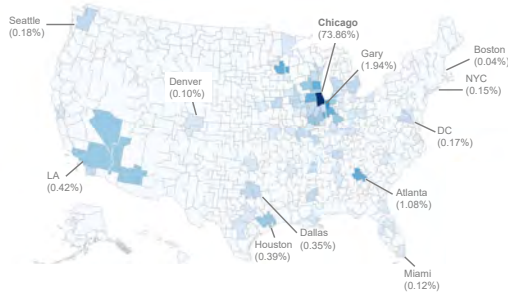 Seattle
(0.18%)
Chicago
(73.86%)
Gary
(1.94%)
Boston
(0.04%)
NYC
(0.15%)
Denver
(0.10%)
DC
(0.17%)
LA
(0.42%)
Atlanta
(1.08%)
Dallas
(0.35%)
Houston
(0.39%)
Miami
(0.12%)